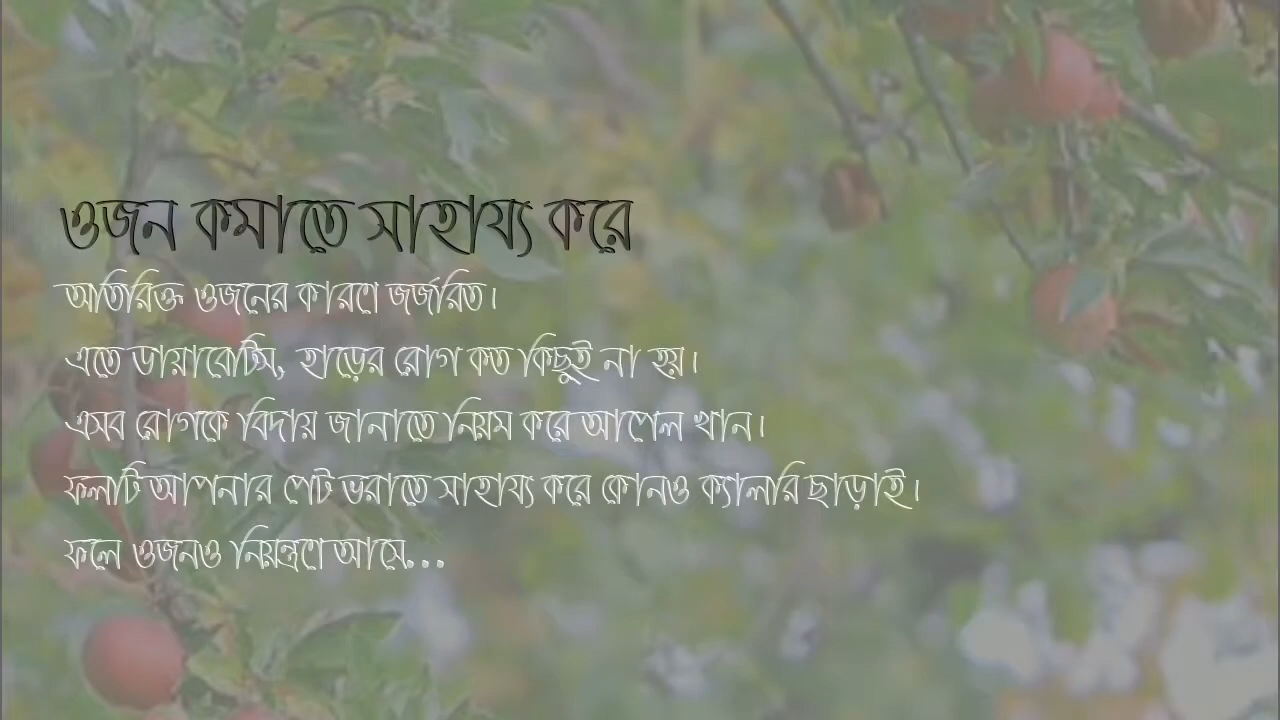 ওজন কমাতে সাহায্য করে
অতিরিক্ত ওজনের কারণে জর্জরিত।
এতে ডায়াবেটিস, হাড়ের রোগ কত কিছুই না হয়।
এসব রোগকে বিদায় জানাতে নিয়ম করে আপেল খান।
ফলটি আপনার পেট ভরাতে সাহায্য করে কোনও ক্যালরি ছাড়াই।
ফলে ওজনও নিয়ন্ত্রণে আসে...